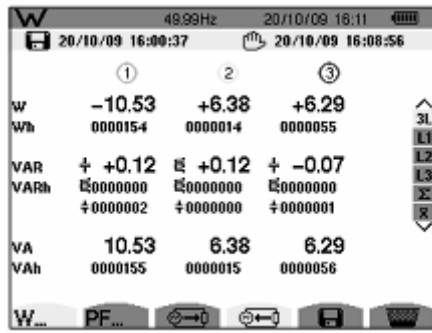 W 49.99Hz 20/10/09 16:11
20/10/09 16:00:37 20/10/09 16:08:56
1 2 3
W -10.53 +6.38 +6.29
Wh 0000154 0000014 0000055
VAR +0.12 +0.12 -0.07
VARh 0000000 0000000 0000000
0000002 0000000 0000001
VA 10.53 6.38 6.29
VAh 0000155 0000015 0000056
3L
L1
L2
L3
Σ
W... PF...